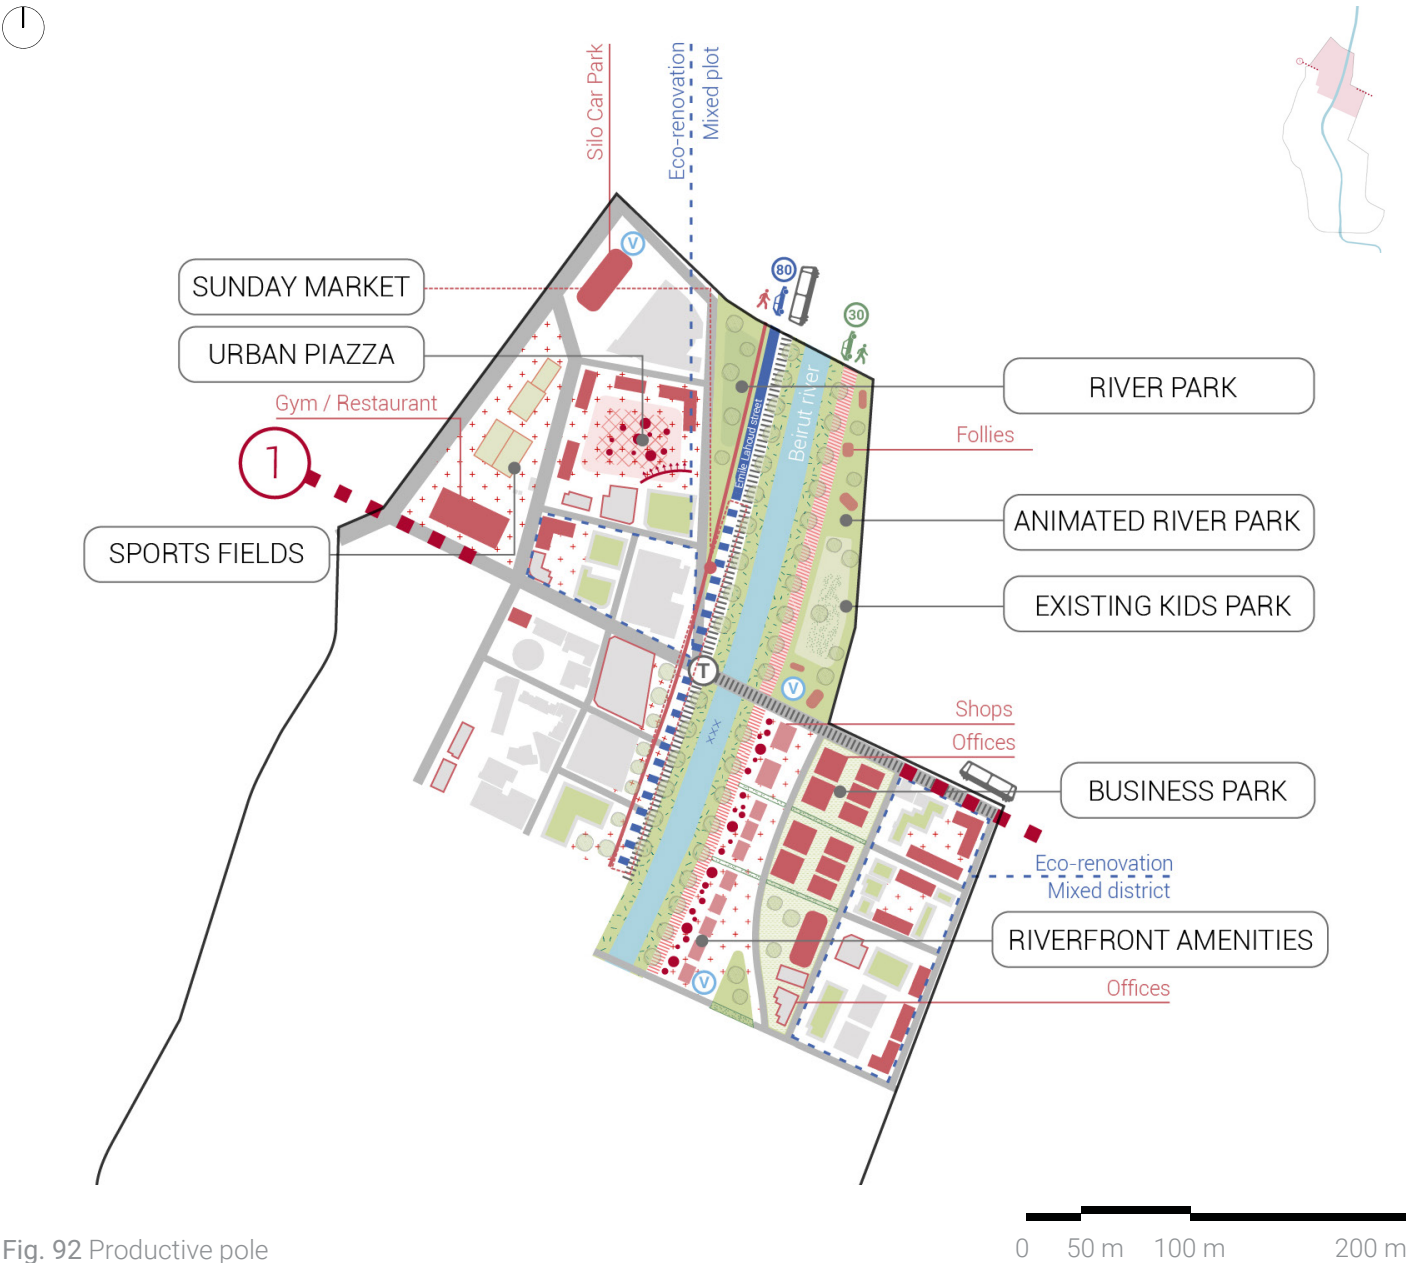 Silo Car Park
Eco-renovation
Mixed plot
V
SUNDAY MARKET
80
30
URBAN PIAZZA
RIVER PARK
Gym / Restaurant
Emile Lahoud street
Beirut river
Follies
1
ANIMATED RIVER PARK
SPORTS FIELDS
EXISTING KIDS PARK
T
V
Shops
Offices
XXX
BUSINESS PARK
Eco-renovation
Mixed district
RIVERFRONT AMENITIES
V
Offices
Fig. 92 Productive pole
0 50 m 100 m 200 m